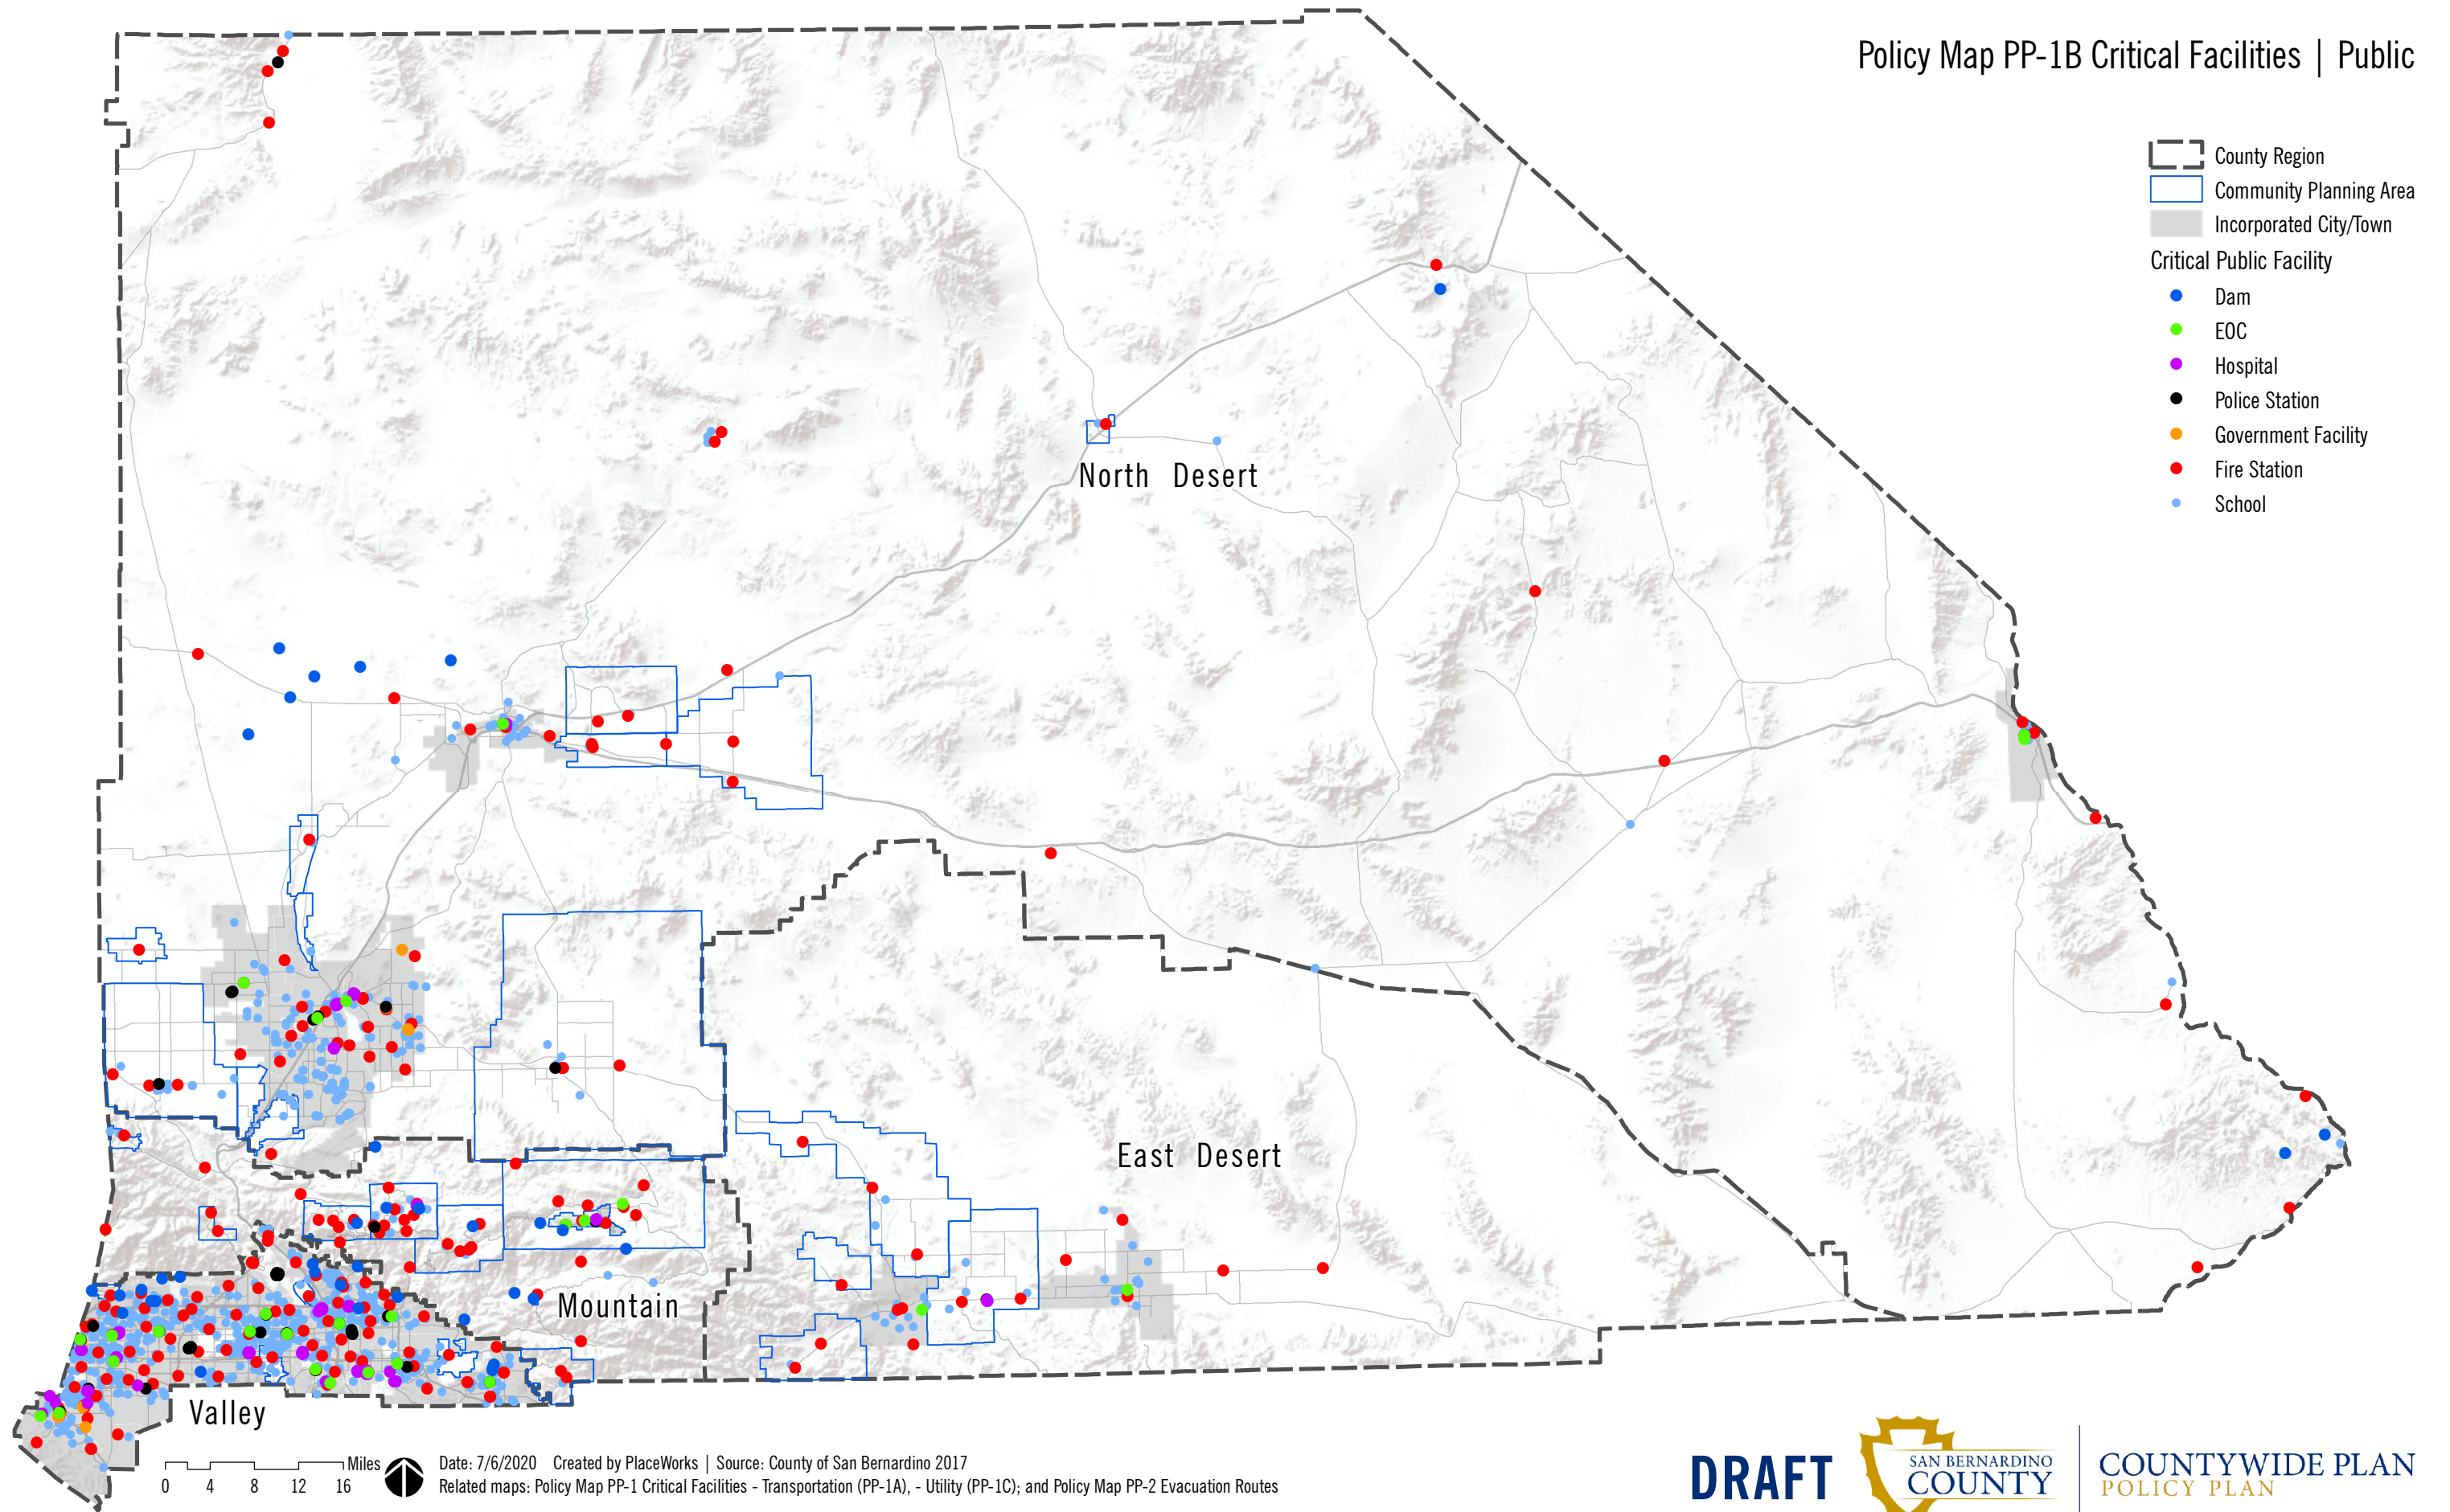 Policy Map PP-1B Critical Facilities | Public
County Region
Community Planning Area
Incorporated City/Town
Critical Public Facility
Dam
EOC
Hospital
Police Station
Government Facility
Fire Station
School
North Desert
East Desert
Mountain
Valley
Miles
0 4 8 12 16
Date: 7/6/2020 Created by PlaceWorks | Source: County of San Bernardino 2017
Related maps: Policy Map PP-1 Critical Facilities - Transportation (PP-1A), - Utility (PP-1C); and Policy Map PP-2 Evacuation Routes
DRAFT
SAN BERNARDINO
COUNTY
COUNTYWIDE PLAN
POLICY PLAN